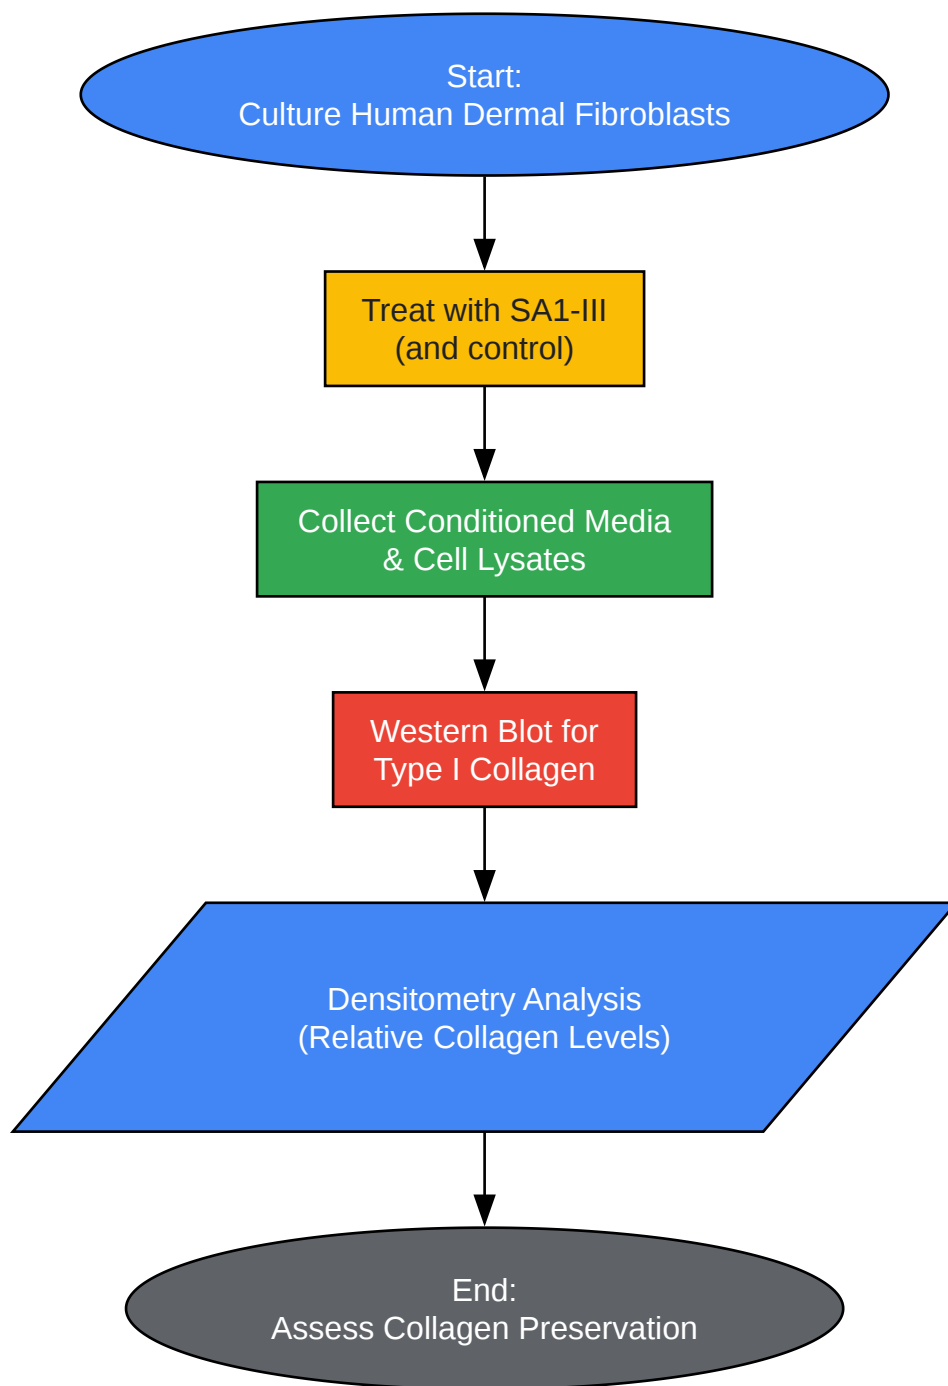 Start:
Culture Human Dermal Fibroblasts
Treat with SA1-III
(and control)
Collect Conditioned Media
& Cell Lysates
Western Blot for
Type I Collagen
Densitometry Analysis
(Relative Collagen Levels)
End:
Assess Collagen Preservation